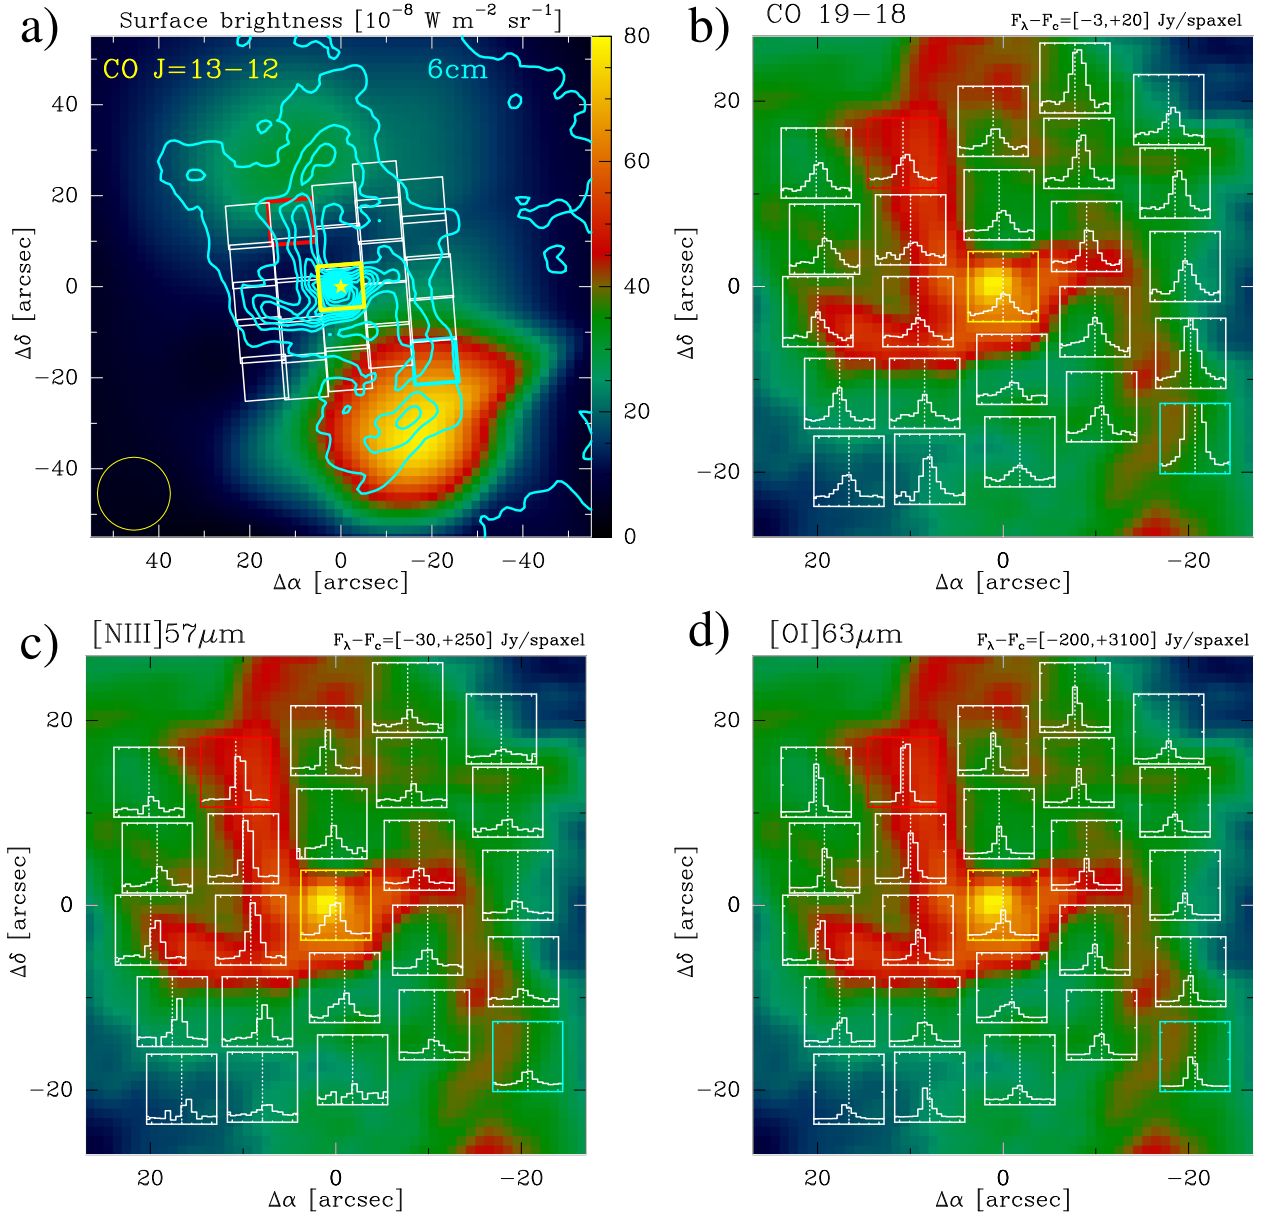 a) Surface brightness [10⁻⁸ W m⁻² sr⁻¹]
CO J=13−12
6cm
80
60
40
20
0
40
20
0
−20
−40
Δδ [arcsec]
40
20
0
−20
−40
Δα [arcsec]
b) CO 19−18
F_λ−F_c=[−3,+20] Jy/spaxel
20
0
−20
Δδ [arcsec]
20
0
−20
Δα [arcsec]
c) [NIII]57μm
F_λ−F_c=[−30,+250] Jy/spaxel
20
0
−20
Δδ [arcsec]
20
0
−20
Δα [arcsec]
d) [OI]63μm
F_λ−F_c=[−200,+3100] Jy/spaxel
20
0
−20
Δδ [arcsec]
20
0
−20
Δα [arcsec]